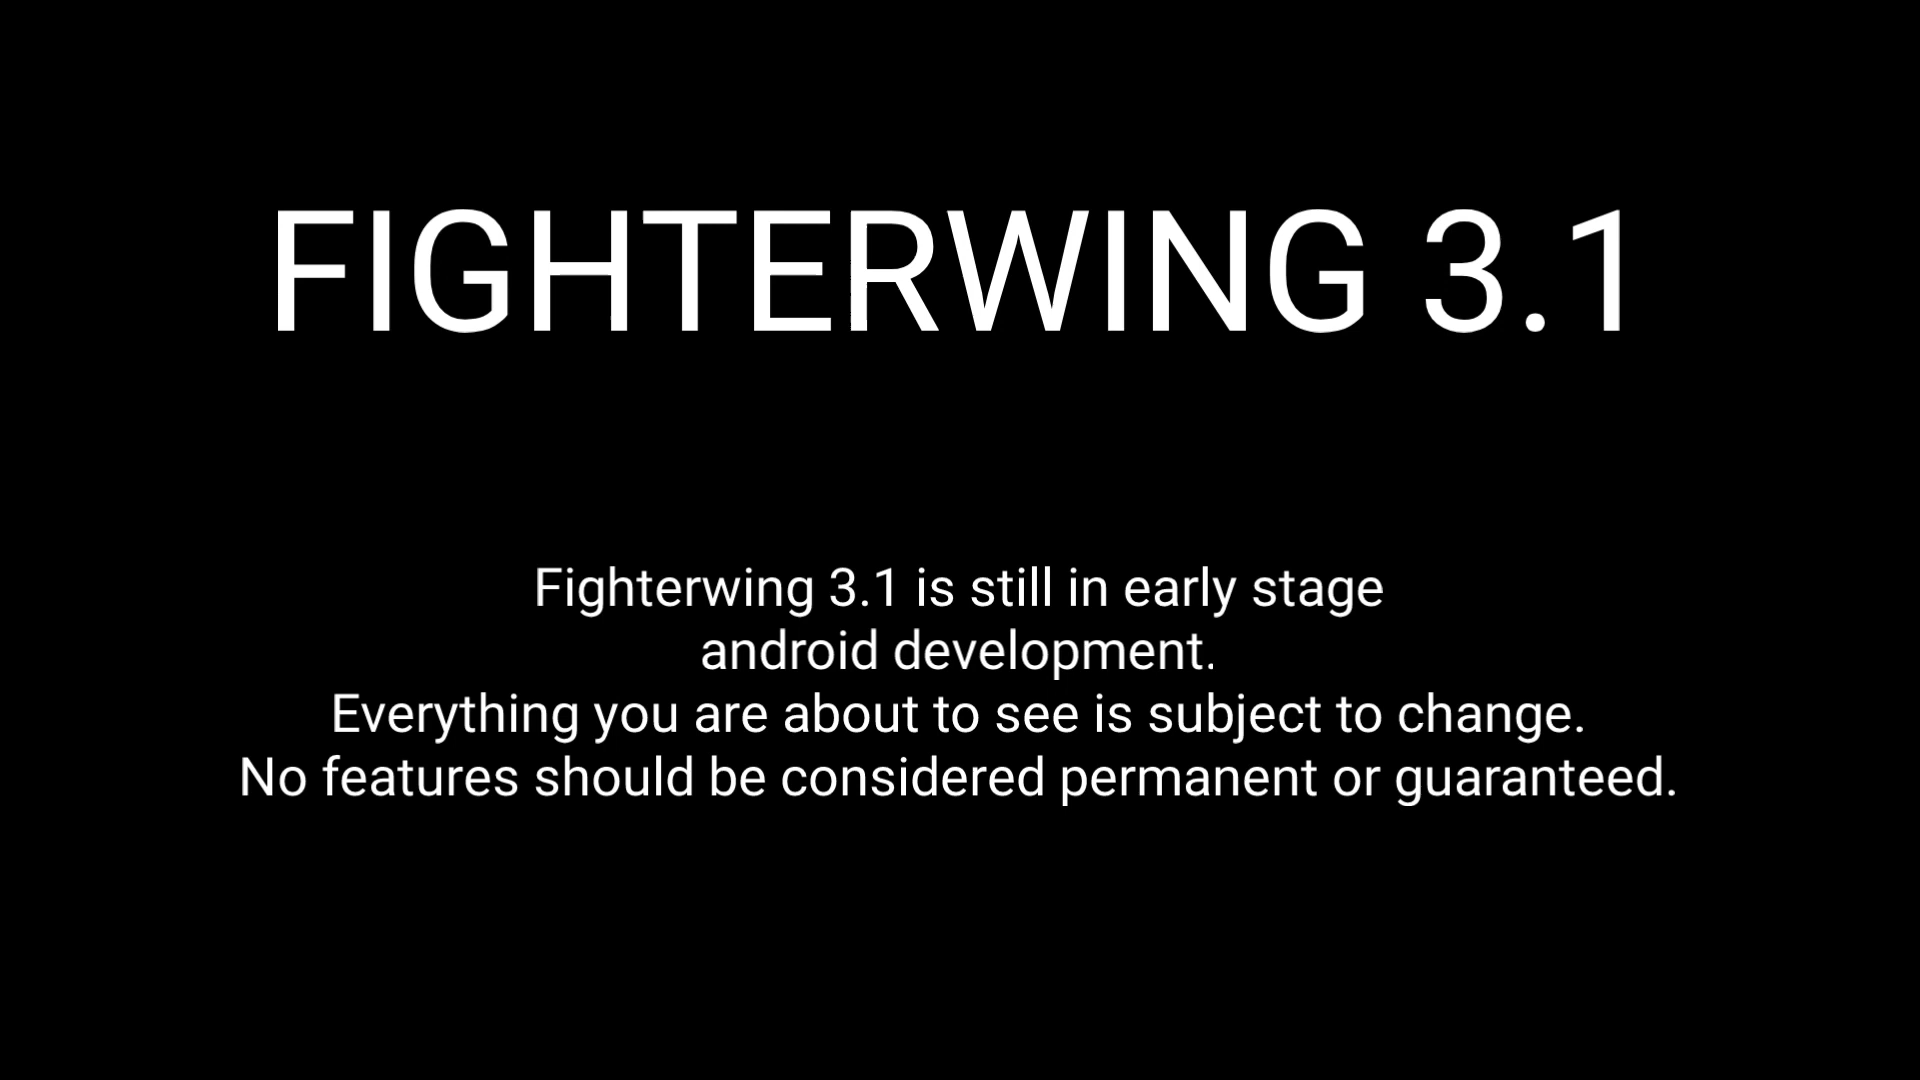 FIGHTERWING 3.1
Fighterwing 3.1 is still in early stage
android development.
Everything you are about to see is subject to change.
No features should be considered permanent or guaranteed.